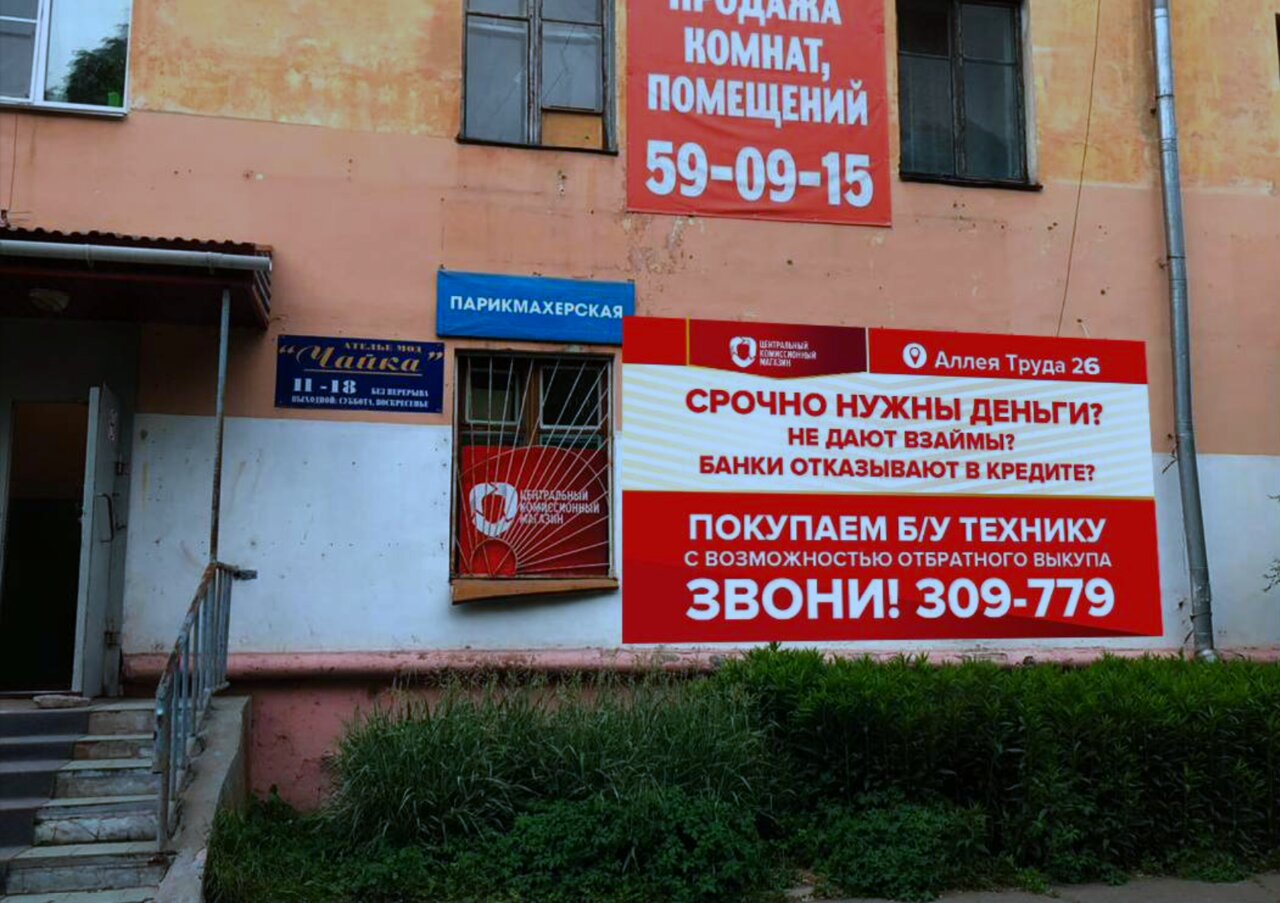 ПРОДАЖА
КОМНАТ,
ПОМЕЩЕНИЙ
59-09-15
ПАРИКМАХЕРСКАЯ
АТЕЛЬЕ МОД
"Чайка"
11-18 БЕЗ ПЕРЕРЫВА
ВЫХОДНОЙ: СУББОТА, ВОСКРЕСЕНЬЕ
ЦЕНТРАЛЬНЫЙ
КОМИССИОННЫЙ
МАГАЗИН
ЦЕНТРАЛЬНЫЙ
КОМИССИОННЫЙ
МАГАЗИН
Аллея Труда 26
СРОЧНО НУЖНЫ ДЕНЬГИ?
НЕ ДАЮТ ВЗАЙМЫ?
БАНКИ ОТКАЗЫВАЮТ В КРЕДИТЕ?
ПОКУПАЕМ Б/У ТЕХНИКУ
С ВОЗМОЖНОСТЬЮ ОТБРАТНОГО ВЫКУПА
ЗВОНИ! 309-779